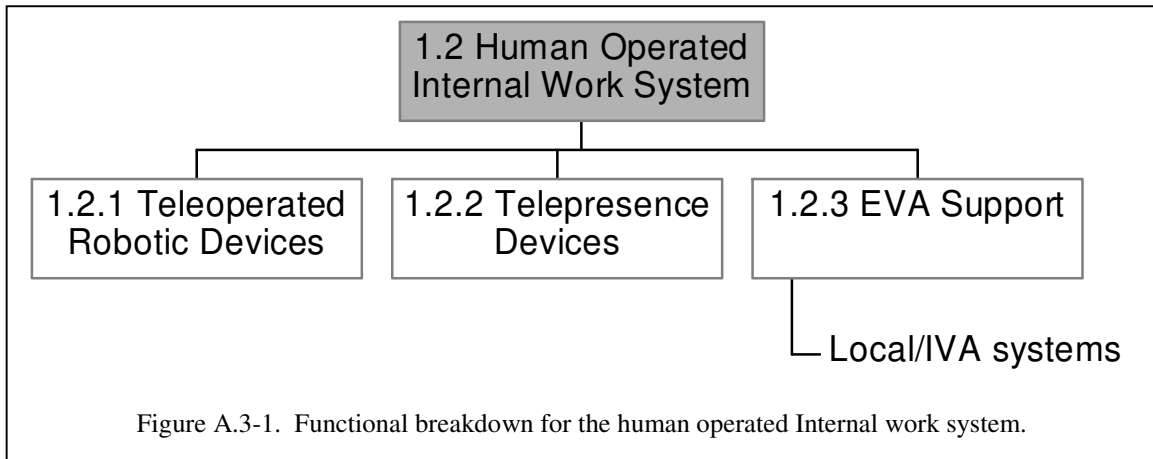 1.2 Human Operated
Internal Work System
1.2.1 Teleoperated
Robotic Devices
1.2.2 Telepresence
Devices
1.2.3 EVA Support
Local/IVA systems
Figure A.3-1. Functional breakdown for the human operated Internal work system.